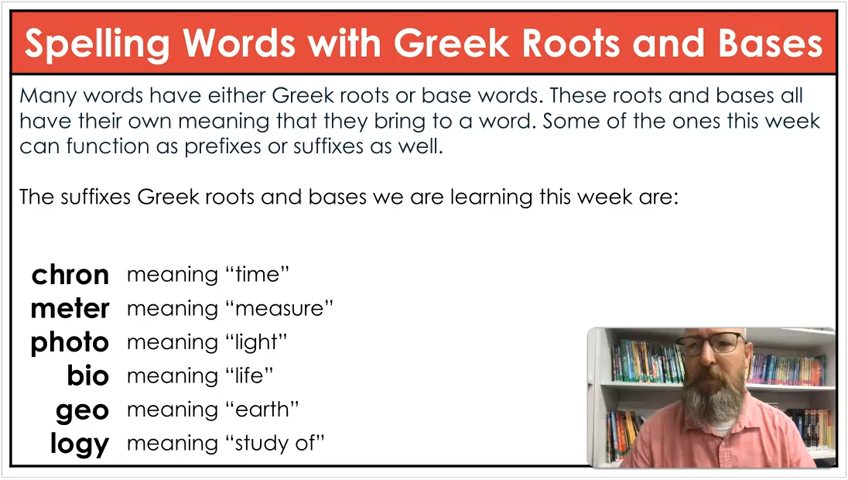 Spelling Words with Greek Roots and Bases
Many words have either Greek roots or base words. These roots and bases all
have their own meaning that they bring to a word. Some of the ones this week
can function as prefixes or suffixes as well.
The suffixes Greek roots and bases we are learning this week are:
chron meaning “time”
meter meaning “measure”
photo meaning “light”
bio meaning “life”
geo meaning “earth”
logy meaning “study of”